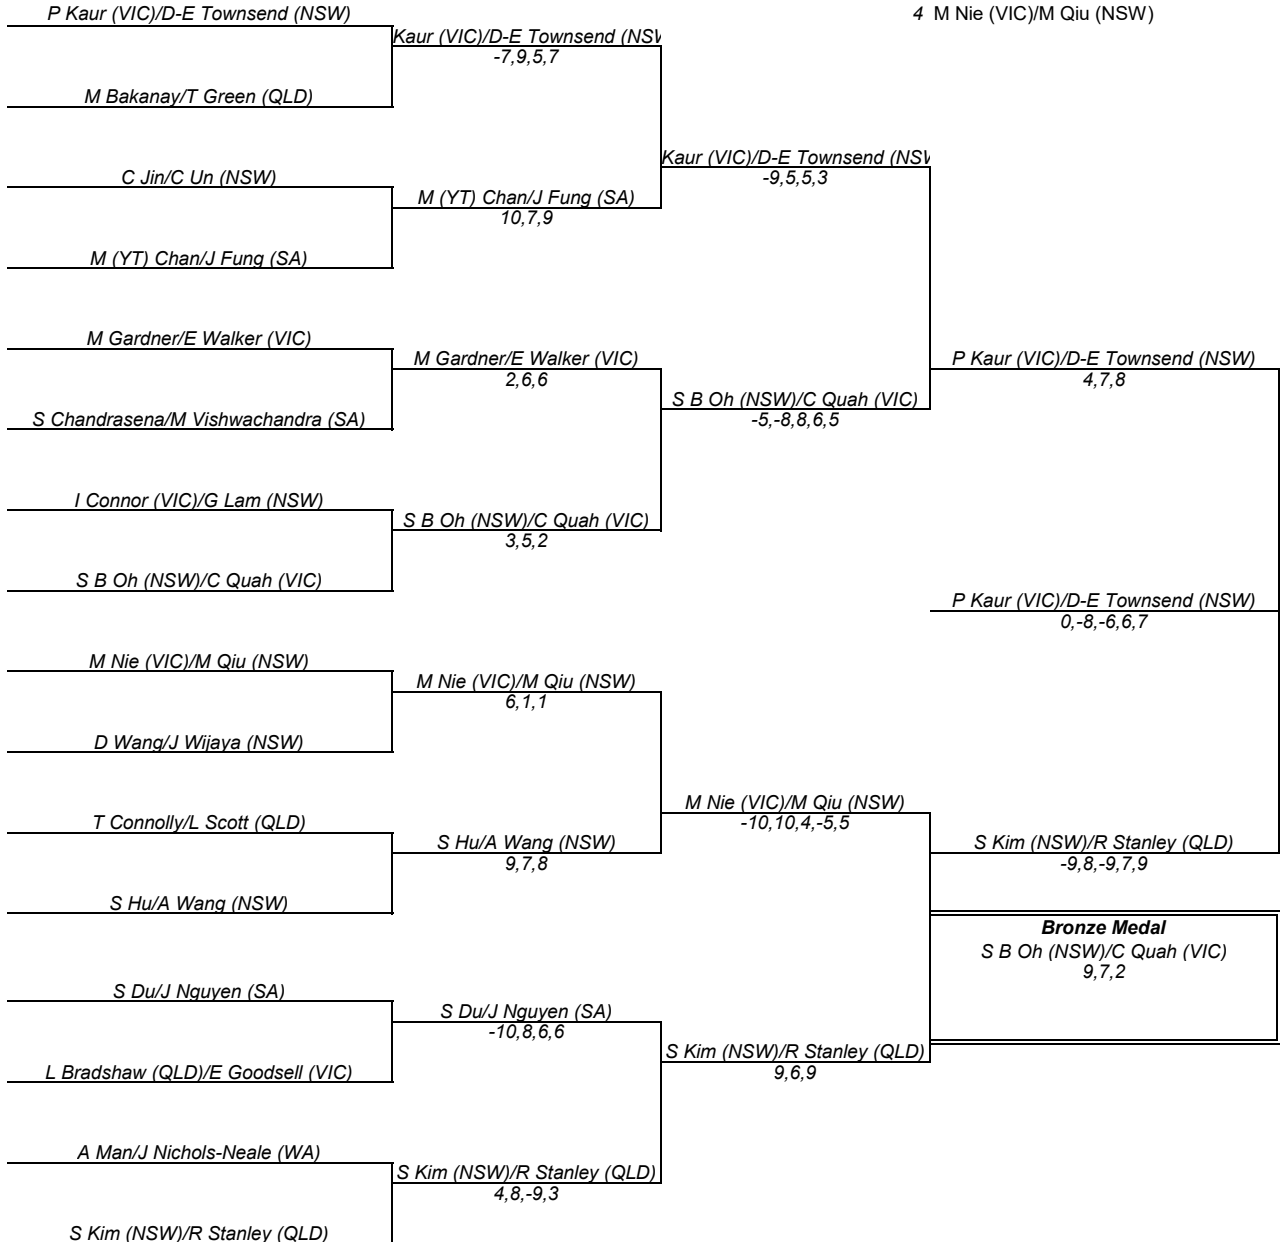 P Kaur (VIC)/D-E Townsend (NSW)
4 M Nie (VIC)/M Qiu (NSW)
Kaur (VIC)/D-E Townsend (NSW
-7,9,5,7
M Bakanay/T Green (QLD)
Kaur (VIC)/D-E Townsend (NSW
-9,5,5,3
C Jin/C Un (NSW)
M (YT) Chan/J Fung (SA)
10,7,9
M (YT) Chan/J Fung (SA)
M Gardner/E Walker (VIC)
M Gardner/E Walker (VIC)
2,6,6
P Kaur (VIC)/D-E Townsend (NSW)
4,7,8
S B Oh (NSW)/C Quah (VIC)
-5,-8,8,6,5
S Chandrasena/M Vishwachandra (SA)
I Connor (VIC)/G Lam (NSW)
S B Oh (NSW)/C Quah (VIC)
3,5,2
S B Oh (NSW)/C Quah (VIC)
P Kaur (VIC)/D-E Townsend (NSW)
0,-8,-6,6,7
M Nie (VIC)/M Qiu (NSW)
M Nie (VIC)/M Qiu (NSW)
6,1,1
D Wang/J Wijaya (NSW)
M Nie (VIC)/M Qiu (NSW)
-10,10,4,-5,5
T Connolly/L Scott (QLD)
S Hu/A Wang (NSW)
9,7,8
S Kim (NSW)/R Stanley (QLD)
-9,8,-9,7,9
S Hu/A Wang (NSW)
Bronze Medal
S B Oh (NSW)/C Quah (VIC)
9,7,2
S Du/J Nguyen (SA)
S Du/J Nguyen (SA)
-10,8,6,6
S Kim (NSW)/R Stanley (QLD)
9,6,9
L Bradshaw (QLD)/E Goodsell (VIC)
A Man/J Nichols-Neale (WA)
S Kim (NSW)/R Stanley (QLD)
4,8,-9,3
S Kim (NSW)/R Stanley (QLD)